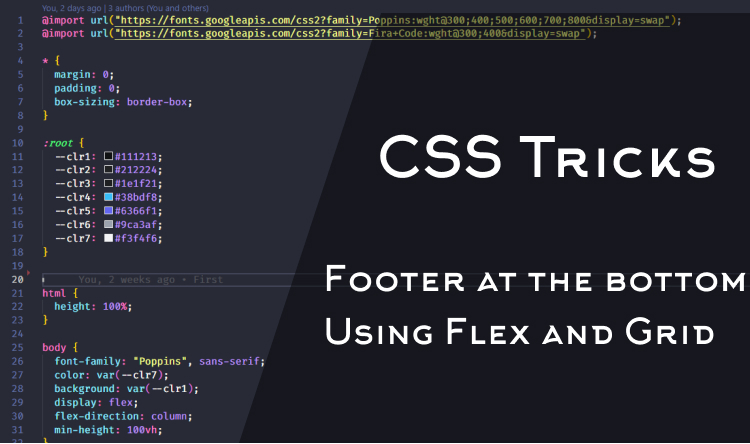 You, 2 days ago | 3 authors (You and others)
1 @import url("https://fonts.googleapis.com/css2?family=Poppins:wght@300;400;500;600;700;800&display=swap");
2 @import url("https://fonts.googleapis.com/css2?family=Fira+Code:wght@300;400&display=swap");
3
4 * {
5 margin: 0;
6 padding: 0;
7 box-sizing: border-box;
8 }
9
10 :root {
11 --clr1: #111213;
12 --clr2: #212224;
13 --clr3: #1e1f21;
14 --clr4: #38bdf8;
15 --clr5: #6366f1;
16 --clr6: #9ca3af;
17 --clr7: #f3f4f6;
18 }
19
20 You, 2 weeks ago • First
21 html {
22 height: 100%;
23 }
24
25 body {
26 font-family: "Poppins", sans-serif;
27 color: var(--clr7);
28 background: var(--clr1);
29 display: flex;
30 flex-direction: column;
31 min-height: 100vh;
32 }
CSS Tricks
Footer at the bottom
Using Flex and Grid